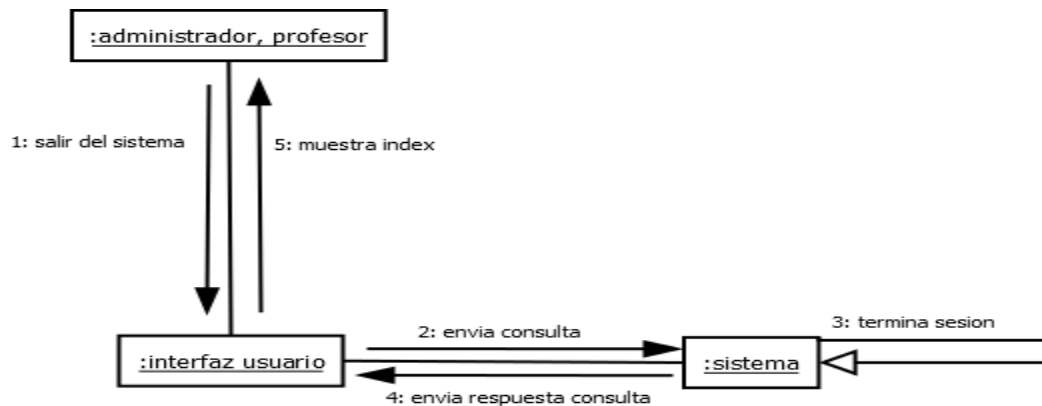 :administrador, profesor
1: salir del sistema
5: muestra index
2: envia consulta
3: termina sesion
:interfaz usuario
:sistema
4: envia respuesta consulta